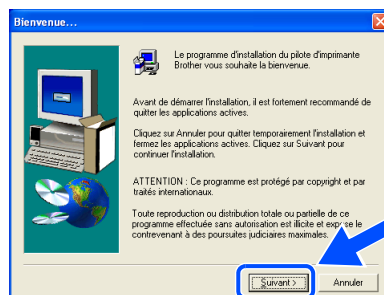 Bienvenue...
Le programme d'installation du pilote d'imprimante
Brother vous souhaite la bienvenue.
Avant de démarrer l'installation, il est fortement recommandé de
quitter les applications actives.
Cliquez sur Annuler pour quitter temporairement l'installation et
fermez les applications actives. Cliquez sur Suivant pour
continuer l'installation.
ATTENTION : Ce programme est protégé par copyright et par
traités internationaux.
Toute reproduction ou distribution totale ou partielle de ce
programme effectuée sans autorisation est illicite et expose le
contrevenant à des poursuites judiciaires maximales.
Suivant >
Annuler